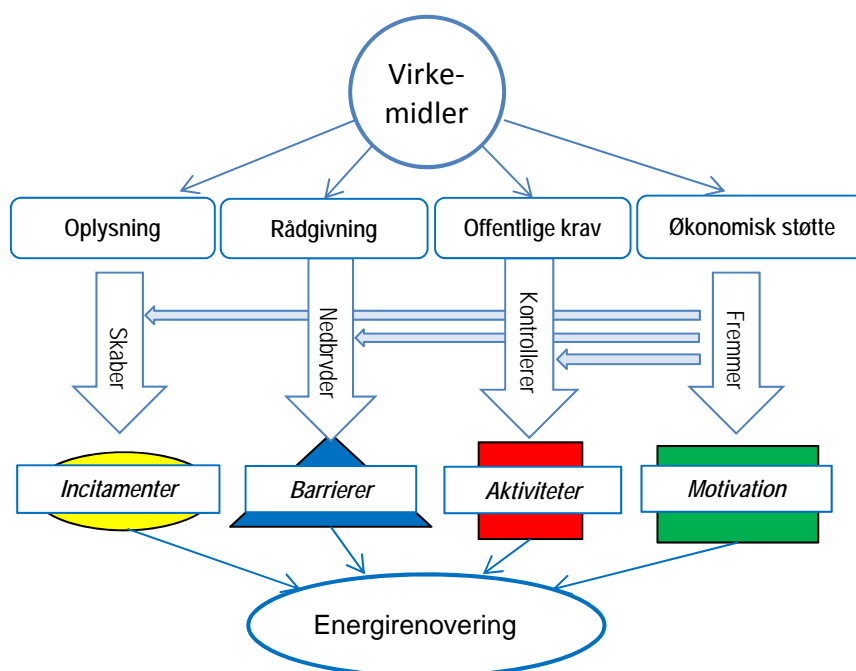 Virke-
midler
Oplysning
Rådgivning
Offentlige krav
Økonomisk støtte
Skaber
Nedbryder
Kontrollerer
Fremmer
Incitamenter
Barrierer
Aktiviteter
Motivation
Energirenovering